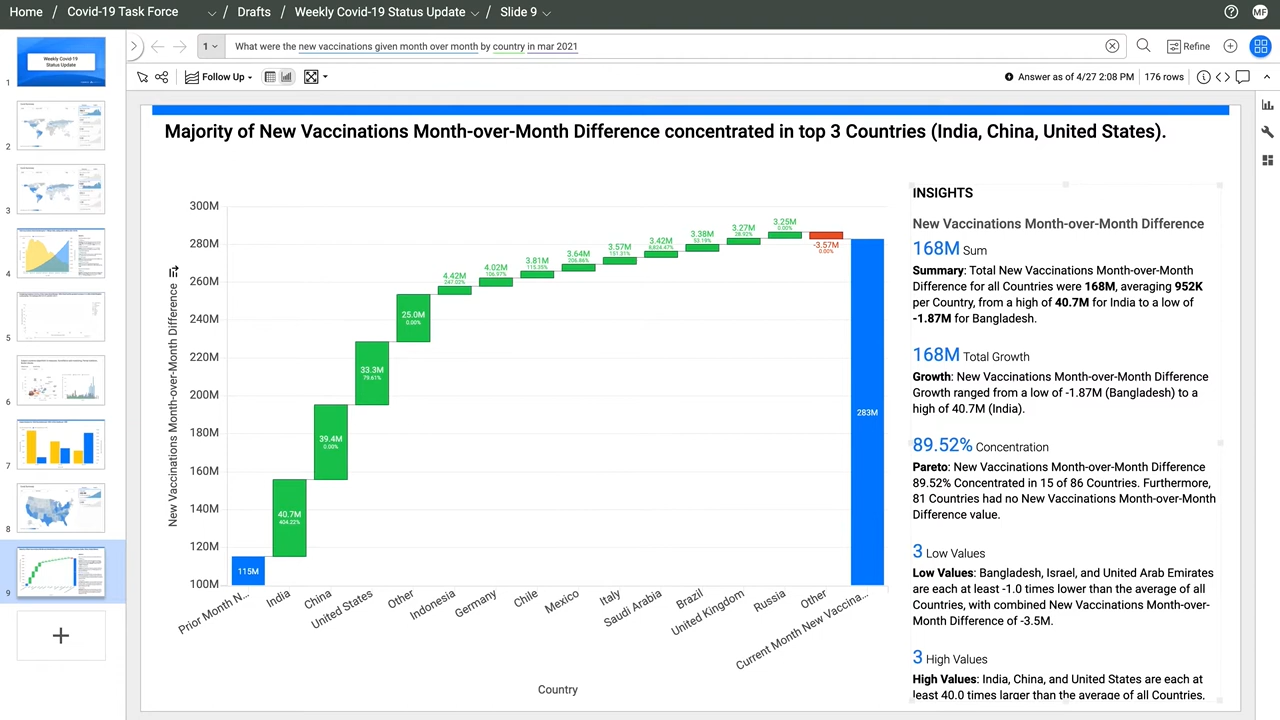 Home / Covid-19 Task Force / Drafts / Weekly Covid-19 Status Update / Slide 9
MF
1
What were the new vaccinations given month over month by country in mar 2021
Refine
Follow Up
Answer as of 4/27 2:08 PM
176 rows
Weekly Covid-19
Status Update
1
2
3
4
5
6
7
8
9
Majority of New Vaccinations Month-over-Month Difference concentrated in top 3 Countries (India, China, United States).
New Vaccinations Month-over-Month Difference
300M
280M
260M
240M
220M
200M
180M
160M
140M
120M
100M
115M
40.7M
404.22%
39.4M
0.00%
33.3M
79.61%
25.0M
0.00%
4.42M
247.02%
4.02M
106.97%
3.81M
115.35%
3.64M
206.86%
3.57M
151.31%
3.42M
3.38M
53.19%
3.27M
3.25M
0.00%
-3.57M
0.00%
283M
Prior Month N...
India
China
United States
Other
Indonesia
Germany
Chile
Mexico
Italy
Saudi Arabia
Brazil
United Kingdom
Russia
Other
Current Month New Vaccina...
Country
INSIGHTS
New Vaccinations Month-over-Month Difference
168M Sum
Summary: Total New Vaccinations Month-over-Month
Difference for all Countries were 168M, averaging 952K
per Country, from a high of 40.7M for India to a low of
-1.87M for Bangladesh.
168M Total Growth
Growth: New Vaccinations Month-over-Month Difference
Growth ranged from a low of -1.87M (Bangladesh) to a
high of 40.7M (India).
89.52% Concentration
Pareto: New Vaccinations Month-over-Month Difference
89.52% Concentrated in 15 of 86 Countries. Furthermore,
81 Countries had no New Vaccinations Month-over-Month
Difference value.
3 Low Values
Low Values: Bangladesh, Israel, and United Arab Emirates
are each at least -1.0 times lower than the average of all
Countries, with combined New Vaccinations Month-over-
Month Difference of -3.5M.
3 High Values
High Values: India, China, and United States are each at
least 40.0 times larger than the average of all Countries.